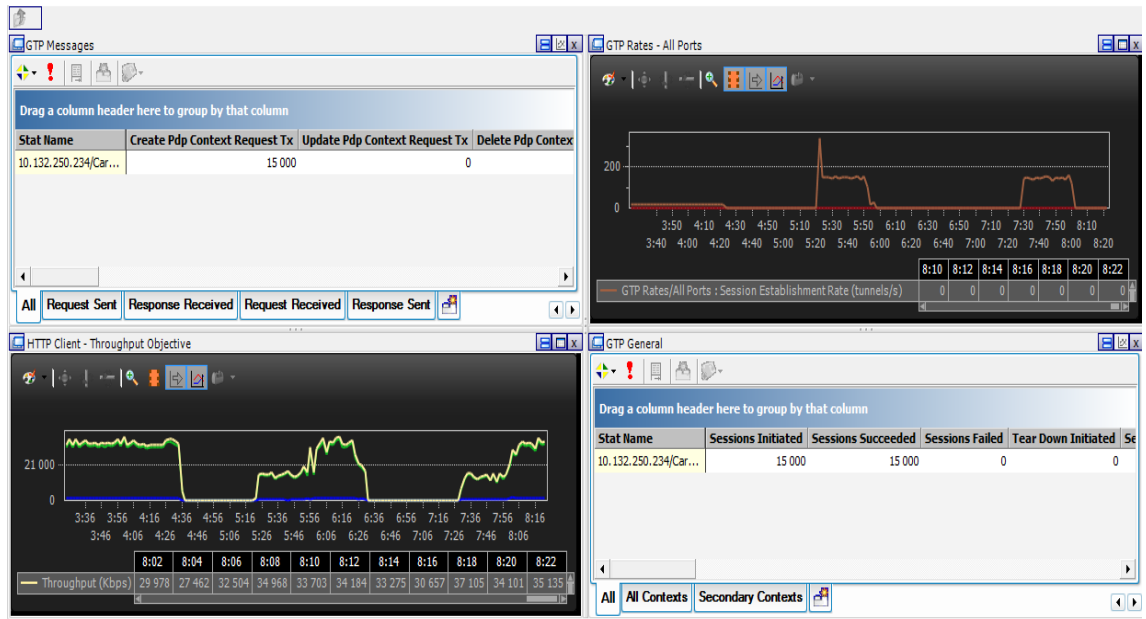 GTP Messages
Drag a column header here to group by that column
Stat Name Create Pdp Context Request Tx Update Pdp Context Request Tx Delete Pdp Contex
10.132.250.234/Car... 15 000 0
All Request Sent Response Received Request Received Response Sent
GTP Rates - All Ports
200
0
3:50 4:10 4:30 4:50 5:10 5:30 5:50 6:10 6:30 6:50 7:10 7:30 7:50 8:10
3:40 4:00 4:20 4:40 5:00 5:20 5:40 6:00 6:20 6:40 7:00 7:20 7:40 8:00 8:20
8:10 8:12 8:14 8:16 8:18 8:20 8:22
GTP Rates/All Ports : Session Establishment Rate (tunnels/s) 0 0 0 0 0 0 0
HTTP Client - Throughput Objective
21 000
0
3:36 3:56 4:16 4:36 4:56 5:16 5:36 5:56 6:16 6:36 6:56 7:16 7:36 7:56 8:16
3:46 4:06 4:26 4:46 5:06 5:26 5:46 6:06 6:26 6:46 7:06 7:26 7:46 8:06
8:02 8:04 8:06 8:08 8:10 8:12 8:14 8:16 8:18 8:20 8:22
Throughput (Kbps) 29 978 27 462 32 504 34 968 33 703 34 184 33 275 30 657 37 105 34 101 35 135
GTP General
Drag a column header here to group by that column
Stat Name Sessions Initiated Sessions Succeeded Sessions Failed Tear Down Initiated Se
10.132.250.234/Car... 15 000 15 000 0 0
All All Contexts Secondary Contexts